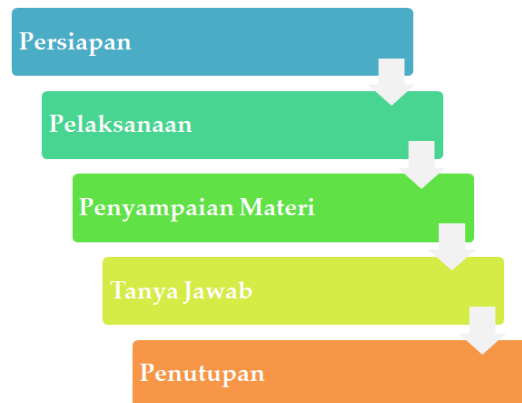 Persiapan
Pelaksanaan
Penyampaian Materi
Tanya Jawab
Penutupan